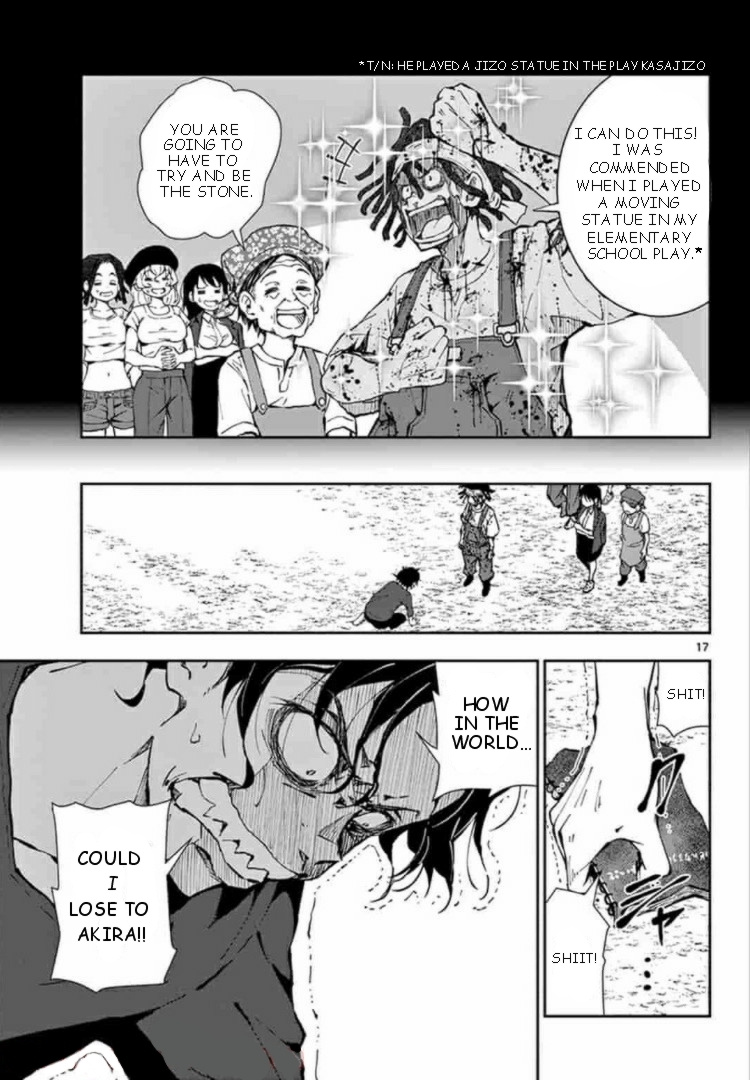 *T/N: HE PLAYED A JIZO STATUE IN THE PLAY KASAJIZO
I CAN DO THIS!
I WAS
COMMENDED
WHEN I PLAYED
A MOVING
STATUE IN MY
ELEMENTARY
SCHOOL PLAY.*
YOU ARE
GOING TO
HAVE TO
TRY AND BE
THE STONE.
17
SHIT!
SHIIT!
HOW
IN THE
WORLD...
COULD
I
LOSE TO
AKIRA!!